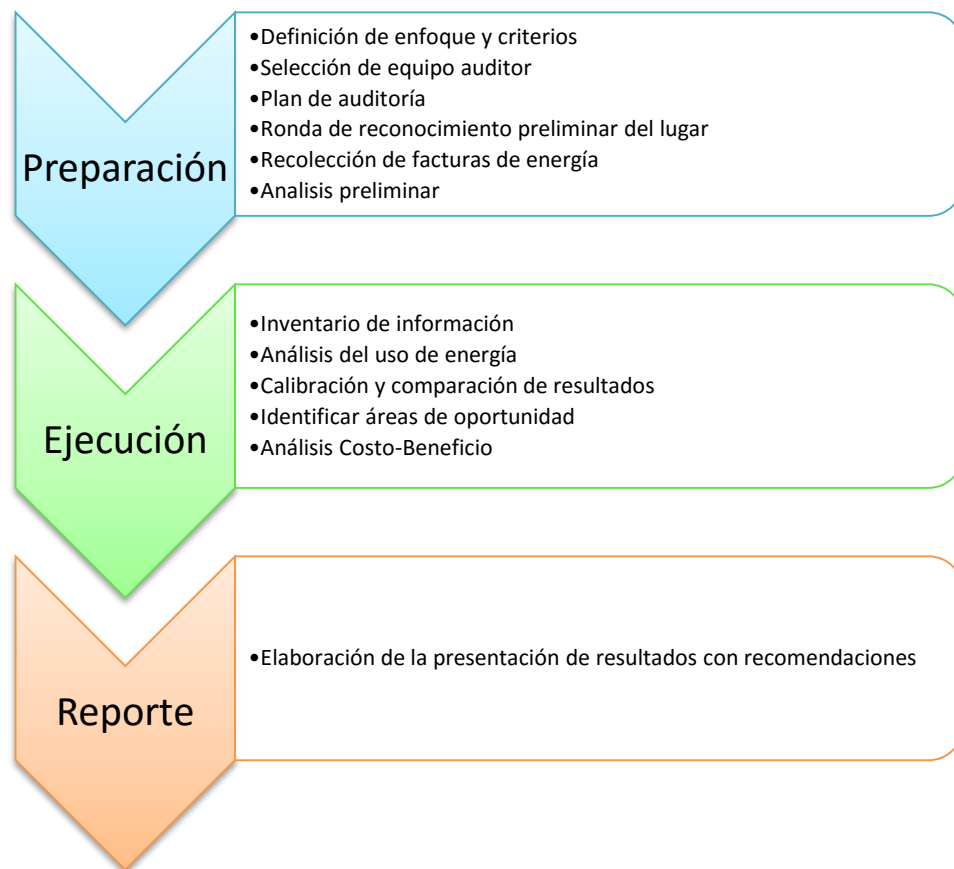 Preparación
•Definición de enfoque y criterios
•Selección de equipo auditor
•Plan de auditoría
•Ronda de reconocimiento preliminar del lugar
•Recolección de facturas de energía
•Analisis preliminar
Ejecución
•Inventario de información
•Análisis del uso de energía
•Calibración y comparación de resultados
•Identificar áreas de oportunidad
•Análisis Costo-Beneficio
Reporte
•Elaboración de la presentación de resultados con recomendaciones